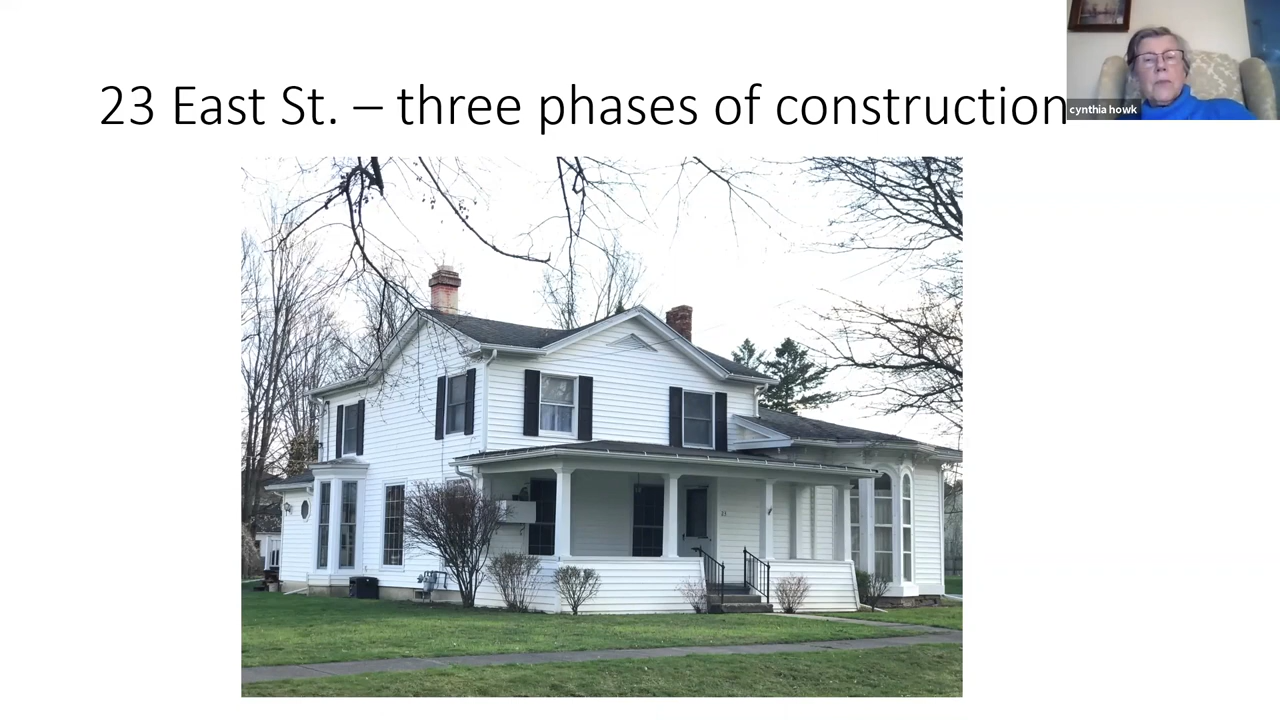 23 East St. – three phases of construction
cynthia howk